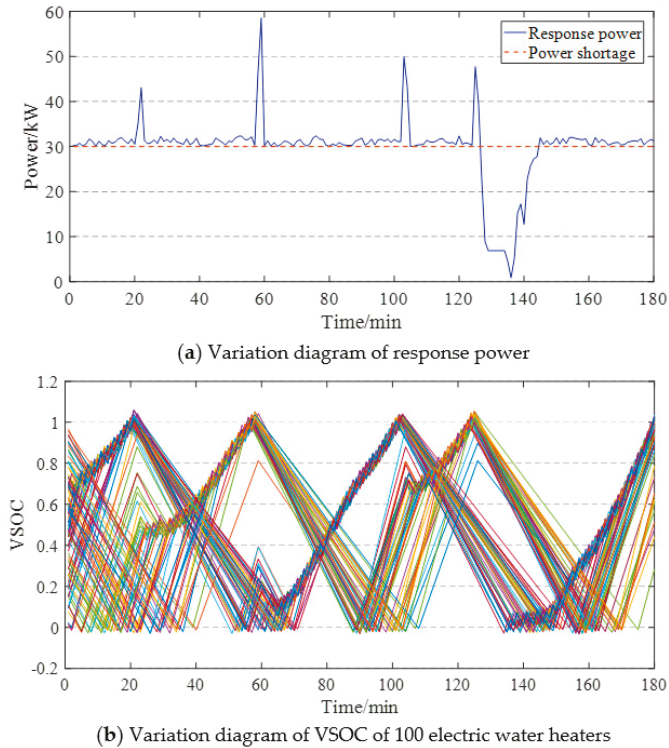 60
50
40
30
20
10
0
Power/kW
Response power
Power shortage
0 20 40 60 80 100 120 140 160 180
Time/min
(a) Variation diagram of response power
1.2
1
0.8
0.6
0.4
0.2
0
-0.2
VSOC
0 20 40 60 80 100 120 140 160 180
Time/min
(b) Variation diagram of VSOC of 100 electric water heaters